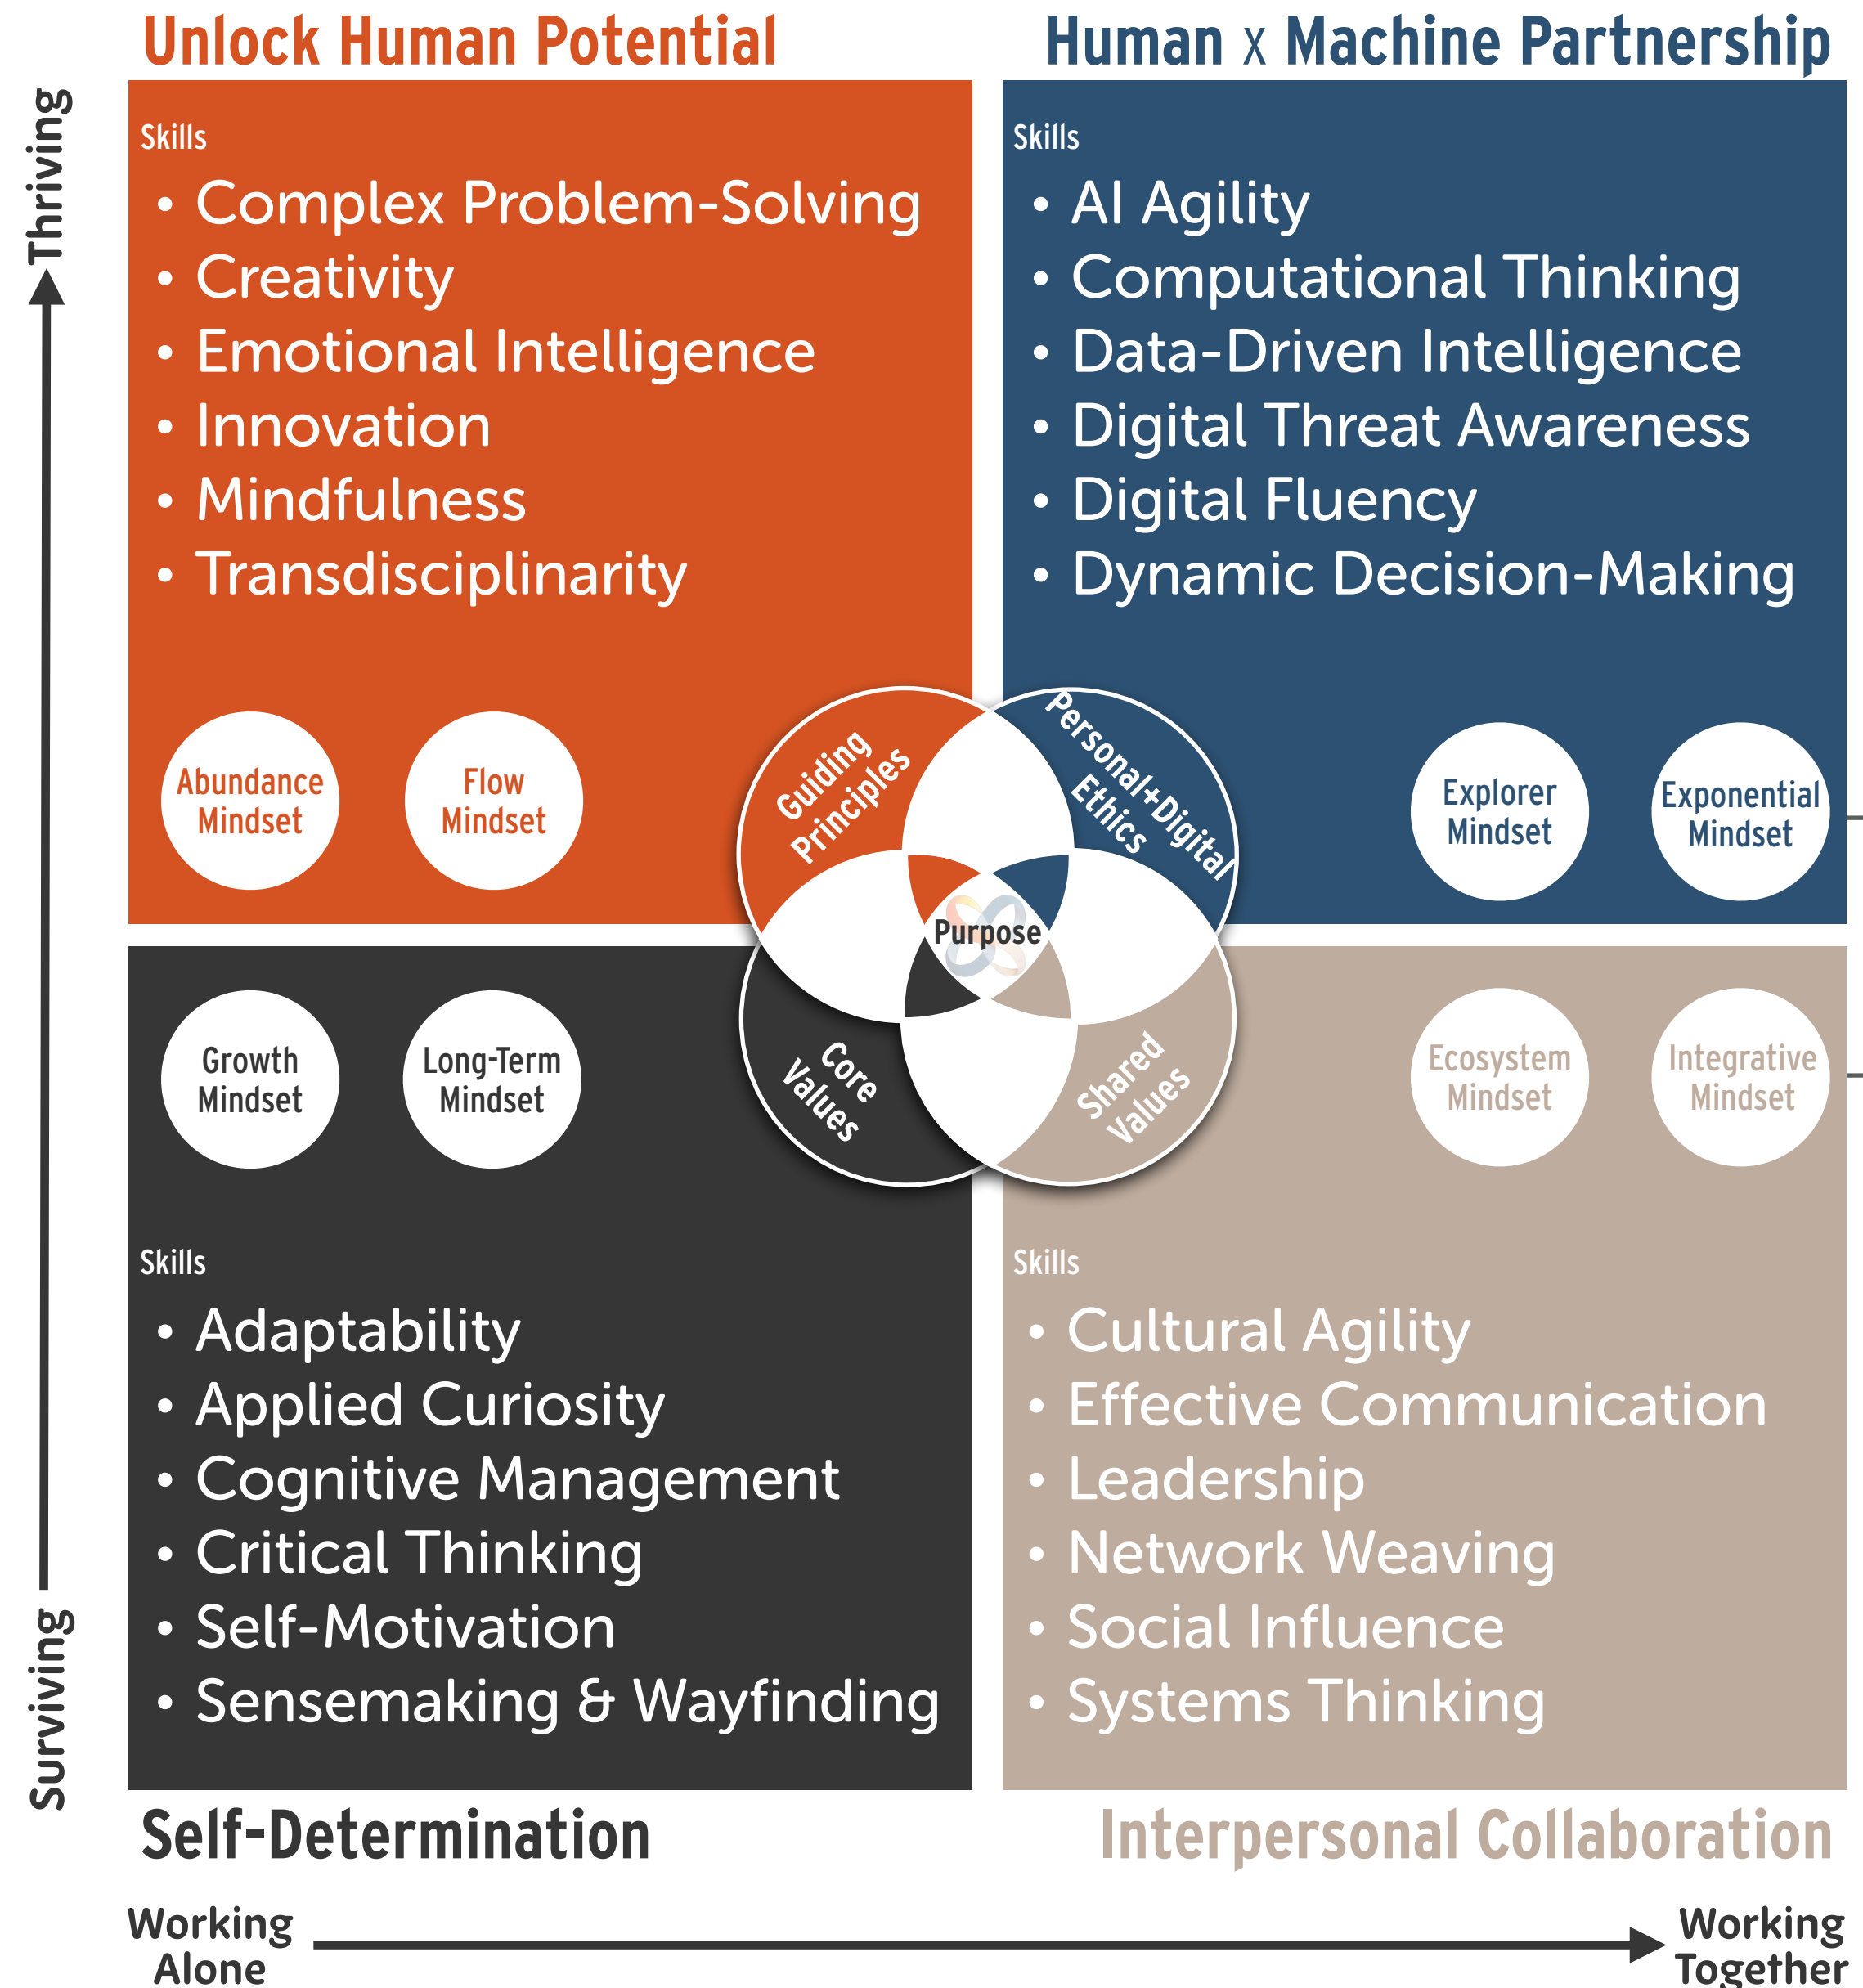 Unlock Human Potential
Human x Machine Partnership
Thriving
Skills
• Complex Problem-Solving
• Creativity
• Emotional Intelligence
• Innovation
• Mindfulness
• Transdisciplinarity
Abundance
Mindset
Flow
Mindset
Skills
• AI Agility
• Computational Thinking
• Data-Driven Intelligence
• Digital Threat Awareness
• Digital Fluency
• Dynamic Decision-Making
Explorer
Mindset
Exponential
Mindset
Guiding
Principles
Personal+Digital
Ethics
Purpose
Core
Values
Shared
Values
Growth
Mindset
Long-Term
Mindset
Skills
• Adaptability
• Applied Curiosity
• Cognitive Management
• Critical Thinking
• Self-Motivation
• Sensemaking & Wayfinding
Ecosystem
Mindset
Integrative
Mindset
Skills
• Cultural Agility
• Effective Communication
• Leadership
• Network Weaving
• Social Influence
• Systems Thinking
Surviving
Self-Determination
Interpersonal Collaboration
Working
Alone
Working
Together